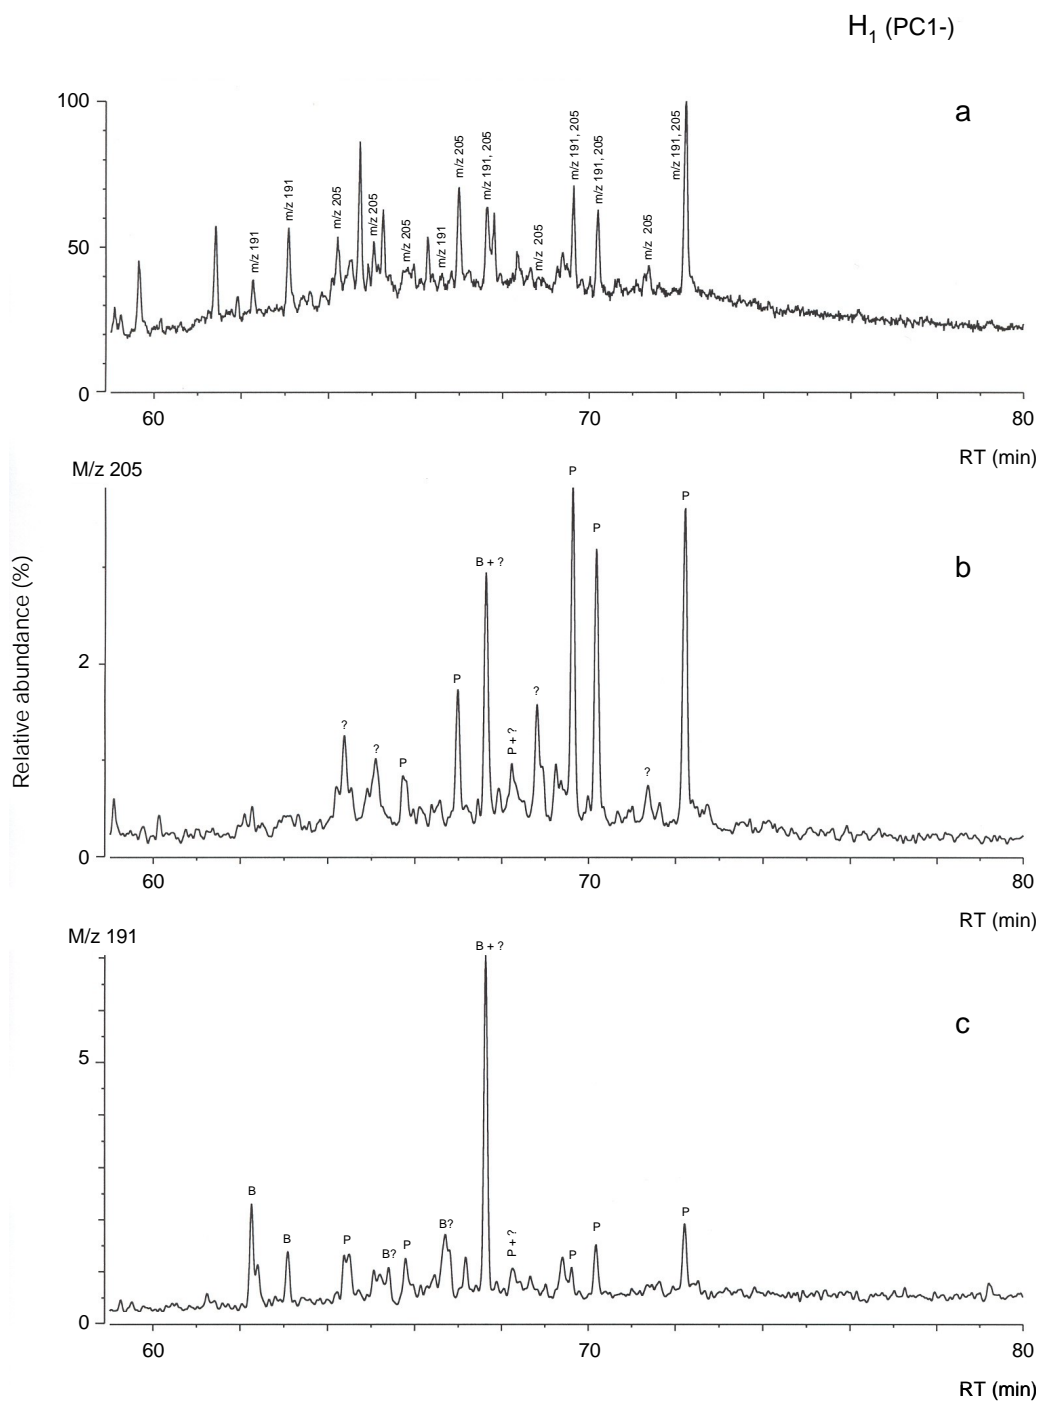 H1 (PC1-)
a
100
50
0
m/z 191
m/z 191
m/z 205
m/z 205
m/z 205
m/z 191
m/z 205
m/z 191, 205
m/z 205
m/z 191, 205
m/z 191, 205
m/z 205
m/z 191, 205
60
70
80
RT (min)
M/z 205
b
2
0
?
?
P
P
B + ?
P + ?
?
P
P
?
P
60
70
80
RT (min)
Relative abundance (%)
M/z 191
c
5
0
B
B
P
B?
P
B?
B + ?
P + ?
P
P
P
60
70
80
RT (min)